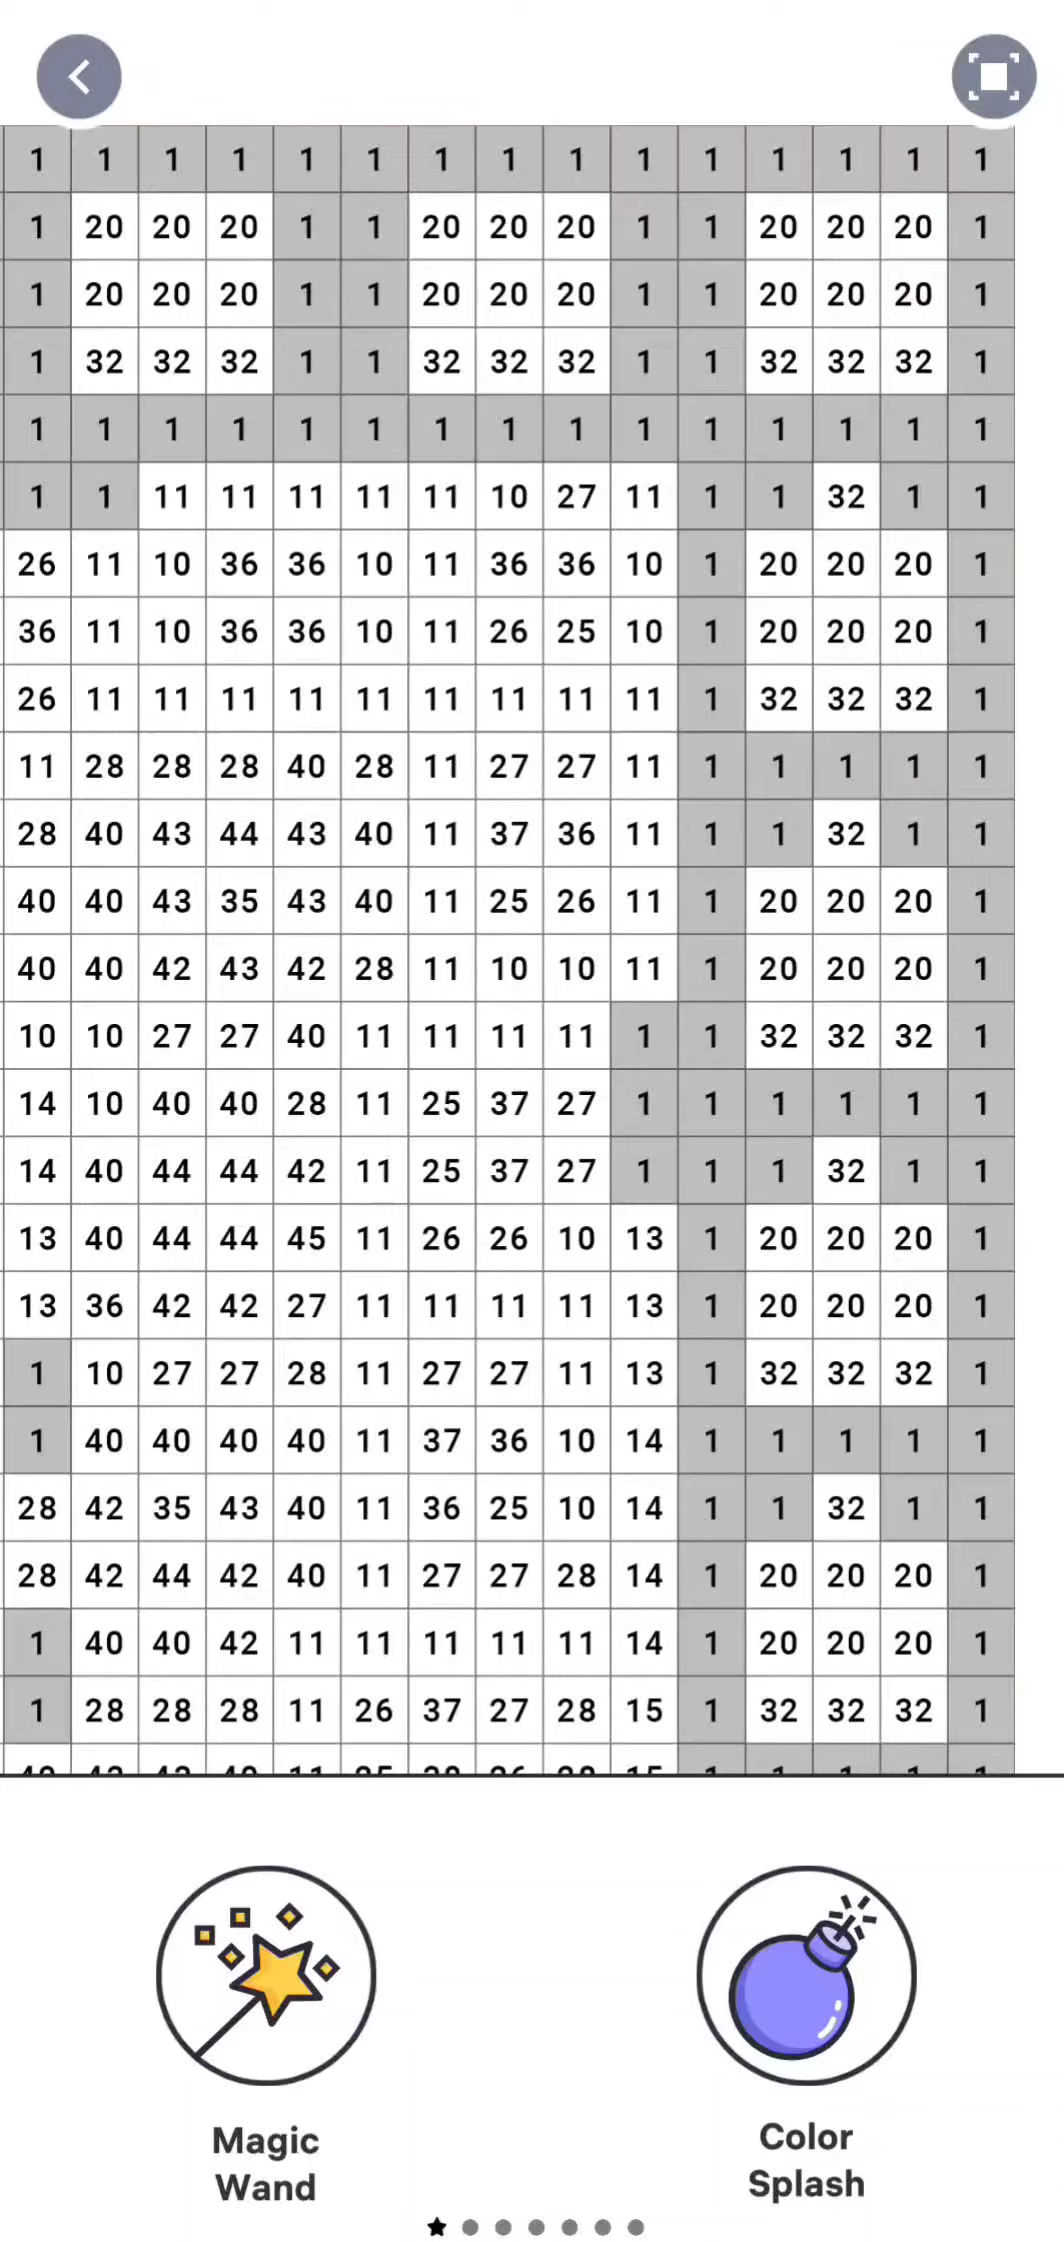 1 1 1 1 1 1 1 1 1 1 1 1 1 1 1
1 20 20 20 1 1 20 20 20 1 1 20 20 20 1
1 20 20 20 1 1 20 20 20 1 1 20 20 20 1
1 32 32 32 1 1 32 32 32 1 1 32 32 32 1
1 1 1 1 1 1 1 1 1 1 1 1 1 1 1
1 1 11 11 11 11 11 10 27 11 1 1 32 1 1
26 11 10 36 36 10 11 36 36 10 1 20 20 20 1
36 11 10 36 36 10 11 26 25 10 1 20 20 20 1
26 11 11 11 11 11 11 11 11 11 1 32 32 32 1
11 28 28 28 40 28 11 27 27 11 1 1 1 1 1
28 40 43 44 43 40 11 37 36 11 1 1 32 1 1
40 40 43 35 43 40 11 25 26 11 1 20 20 20 1
40 40 42 43 42 28 11 10 10 11 1 20 20 20 1
10 10 27 27 40 11 11 11 11 1 1 32 32 32 1
14 10 40 40 28 11 25 37 27 1 1 1 1 1 1
14 40 44 44 42 11 25 37 27 1 1 1 32 1 1
13 40 44 44 45 11 26 26 10 13 1 20 20 20 1
13 36 42 42 27 11 11 11 11 13 1 20 20 20 1
1 10 27 27 28 11 27 27 11 13 1 32 32 32 1
1 40 40 40 40 11 37 36 10 14 1 1 1 1 1
28 42 35 43 40 11 36 25 10 14 1 1 32 1 1
28 42 44 42 40 11 27 27 28 14 1 20 20 20 1
1 40 40 42 11 11 11 11 11 14 1 20 20 20 1
1 28 28 28 11 26 37 27 28 15 1 32 32 32 1
Magic
Wand
Color
Splash